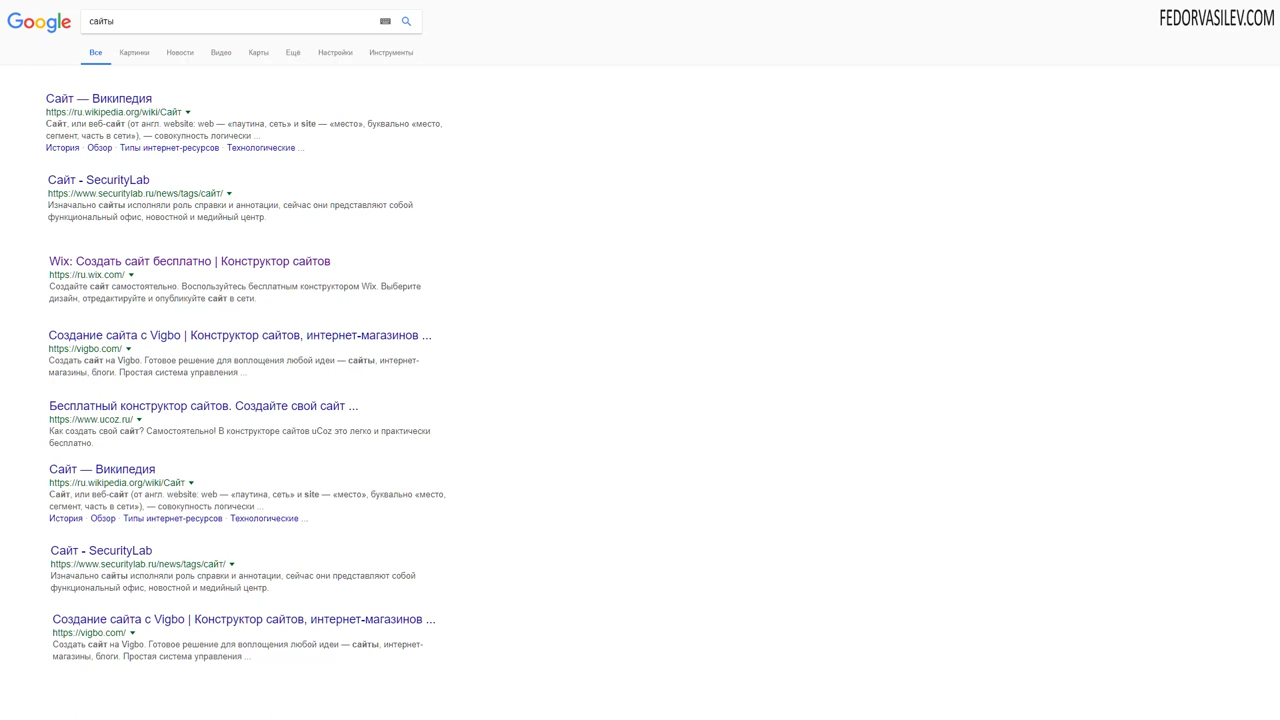 Google
сайты
FEDORVASILEV.COM
Все Картинки Новости Видео Карты Ещё Настройки Инструменты
Сайт — Википедия
https://ru.wikipedia.org/wiki/Сайт
Сайт, или веб-сайт (от англ. website: web — «паутина, сеть» и site — «место», буквально «место,
сегмент, часть в сети»), — совокупность логически ...
История · Обзор · Типы интернет-ресурсов · Технологические ...
Сайт - SecurityLab
https://www.securitylab.ru/news/tags/сайт/
Изначально сайты исполняли роль справки и аннотации, сейчас они представляют собой
функциональный офис, новостной и медийный центр.
Wix: Создать сайт бесплатно | Конструктор сайтов
https://ru.wix.com/
Создайте сайт самостоятельно. Воспользуйтесь бесплатным конструктором Wix. Выберите
дизайн, отредактируйте и опубликуйте сайт в сети.
Создание сайта с Vigbo | Конструктор сайтов, интернет-магазинов ...
https://vigbo.com/
Создать сайт на Vigbo. Готовое решение для воплощения любой идеи — сайты, интернет-
магазины, блоги. Простая система управления ...
Бесплатный конструктор сайтов. Создайте свой сайт ...
https://www.ucoz.ru/
Как создать свой сайт? Самостоятельно! В конструкторе сайтов uCoz это легко и практически
бесплатно.
Сайт — Википедия
https://ru.wikipedia.org/wiki/Сайт
Сайт, или веб-сайт (от англ. website: web — «паутина, сеть» и site — «место», буквально «место,
сегмент, часть в сети»), — совокупность логически ...
История · Обзор · Типы интернет-ресурсов · Технологические ...
Сайт - SecurityLab
https://www.securitylab.ru/news/tags/сайт/
Изначально сайты исполняли роль справки и аннотации, сейчас они представляют собой
функциональный офис, новостной и медийный центр.
Создание сайта с Vigbo | Конструктор сайтов, интернет-магазинов ...
https://vigbo.com/
Создать сайт на Vigbo. Готовое решение для воплощения любой идеи — сайты, интернет-
магазины, блоги. Простая система управления ...